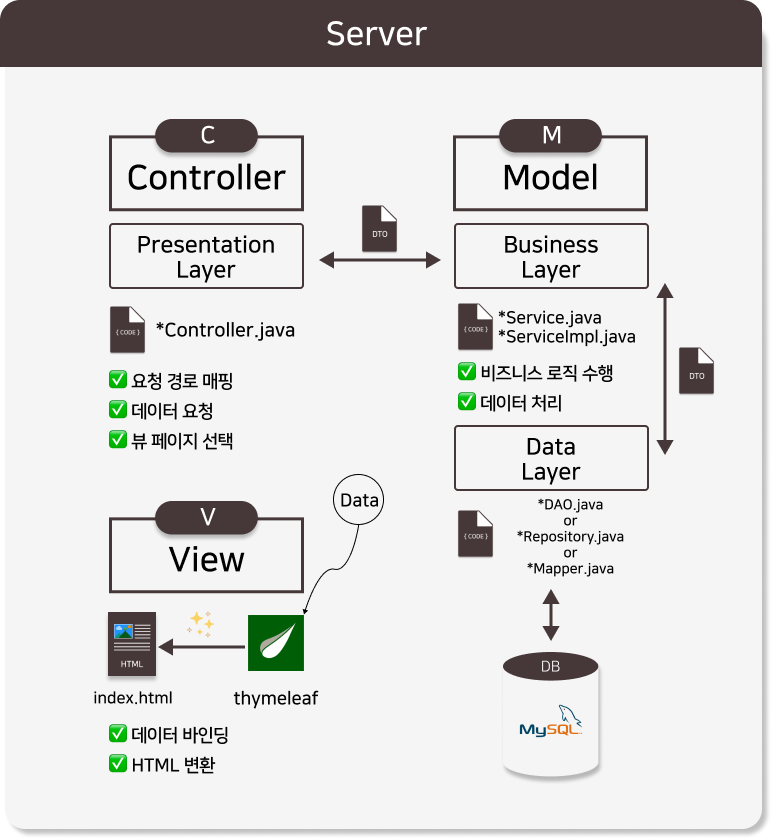 Server
C
Controller
Presentation
Layer
{ CODE }
*Controller.java
✅ 요청 경로 매핑
✅ 데이터 요청
✅ 뷰 페이지 선택
DTO
M
Model
Business
Layer
{ CODE }
*Service.java
*ServiceImpl.java
✅ 비즈니스 로직 수행
✅ 데이터 처리
DTO
Data
Layer
{ CODE }
*DAO.java
or
*Repository.java
or
*Mapper.java
DB
MySQL
V
View
Data
HTML
index.html
thymeleaf
✅ 데이터 바인딩
✅ HTML 변환